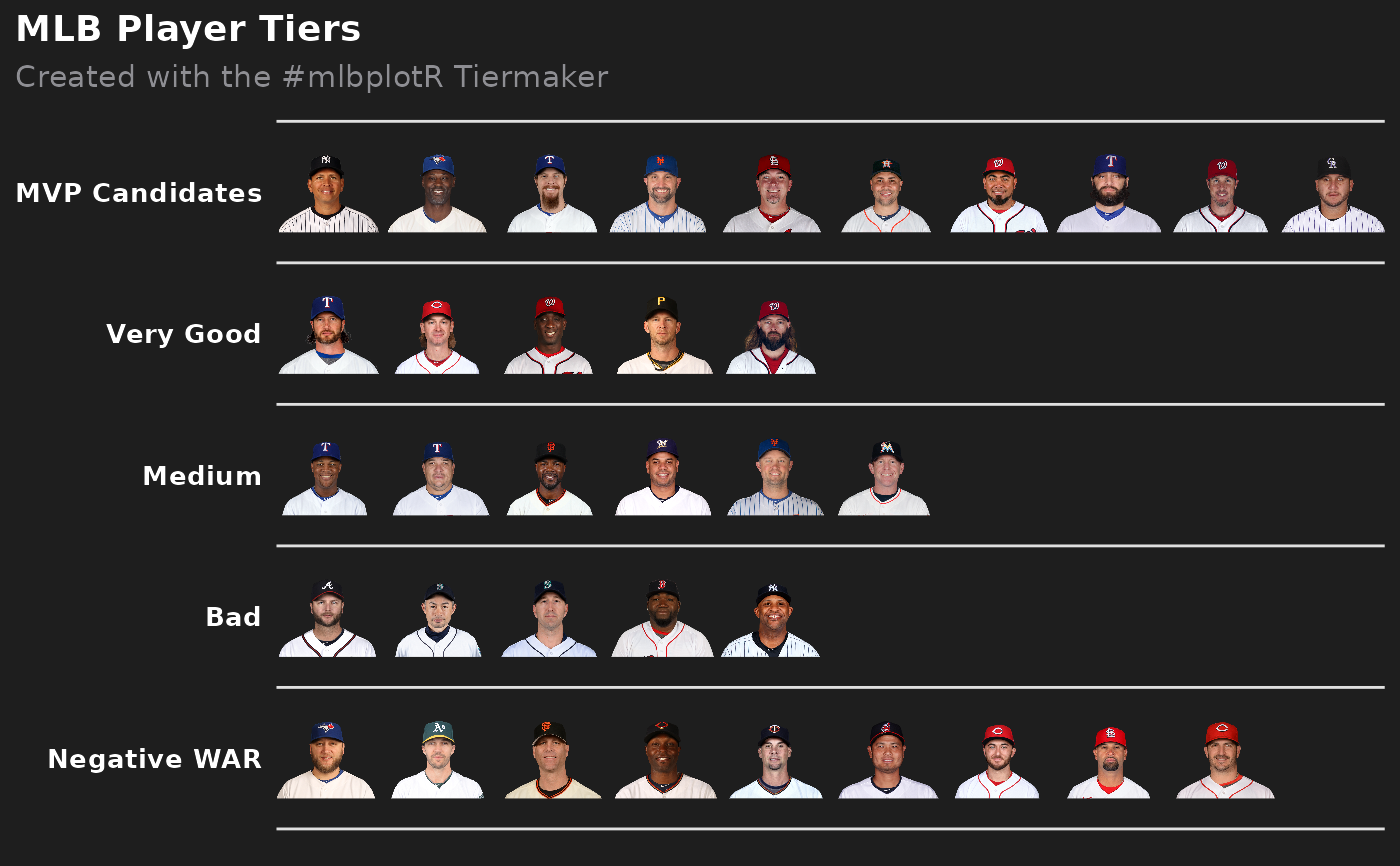 MLB Player Tiers
Created with the #mlbplotR Tiermaker
MVP Candidates
Very Good
Medium
Bad
Negative WAR